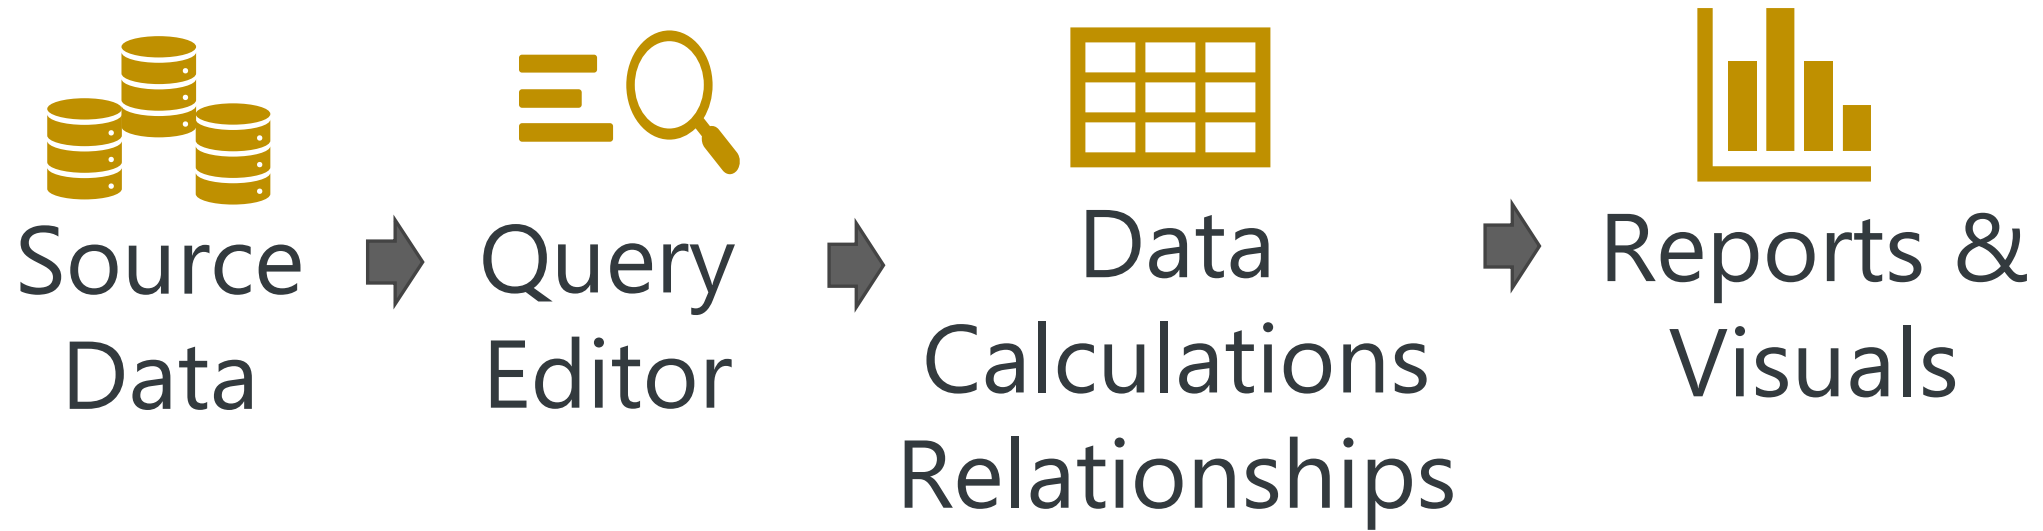 Source
Data
Query
Editor
Data
Calculations
Relationships
Reports &
Visuals